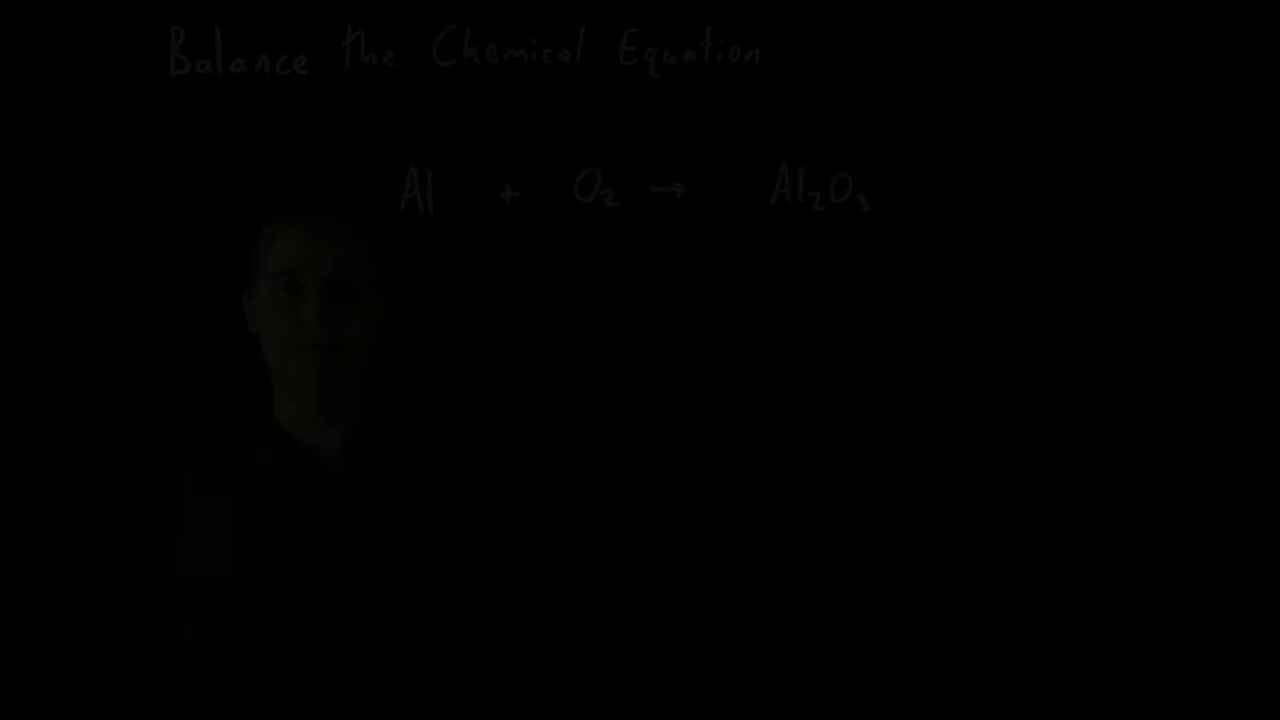 Balance the Chemical Equation
Al + O₂ → Al₂O₃